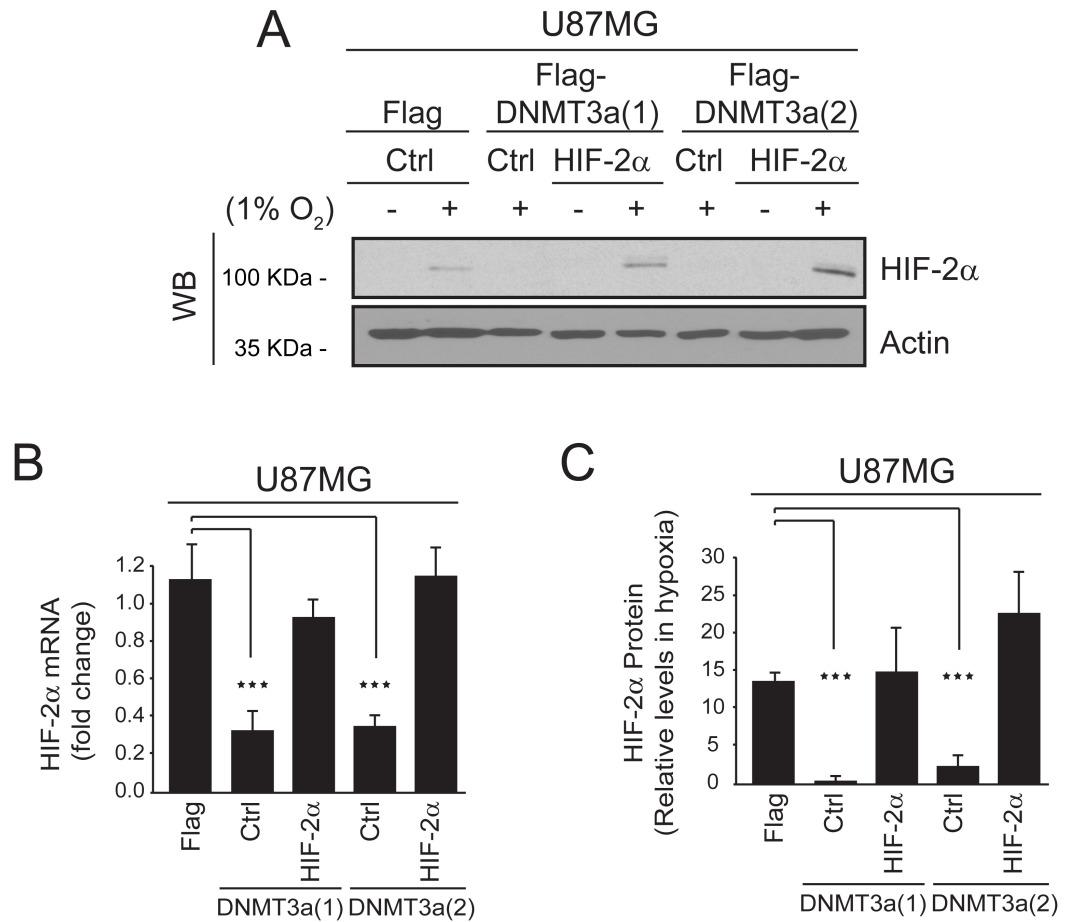 A
U87MG
Flag
Flag-
DNMT3a(1)
Flag-
DNMT3a(2)
Ctrl Ctrl HIF-2α Ctrl HIF-2α
(1% O2) - + + - + + - +
WB
100 KDa -
HIF-2α
35 KDa -
Actin
B
U87MG
HIF-2α mRNA
(fold change)
1.2
1.0
0.8
0.6
0.4
0.2
0.0
*** ***
Flag Ctrl HIF-2α Ctrl HIF-2α
DNMT3a(1) DNMT3a(2)
C
U87MG
HIF-2α Protein
(Relative levels in hypoxia)
30
25
20
15
10
5
0
*** ***
Flag Ctrl HIF-2α Ctrl HIF-2α
DNMT3a(1) DNMT3a(2)